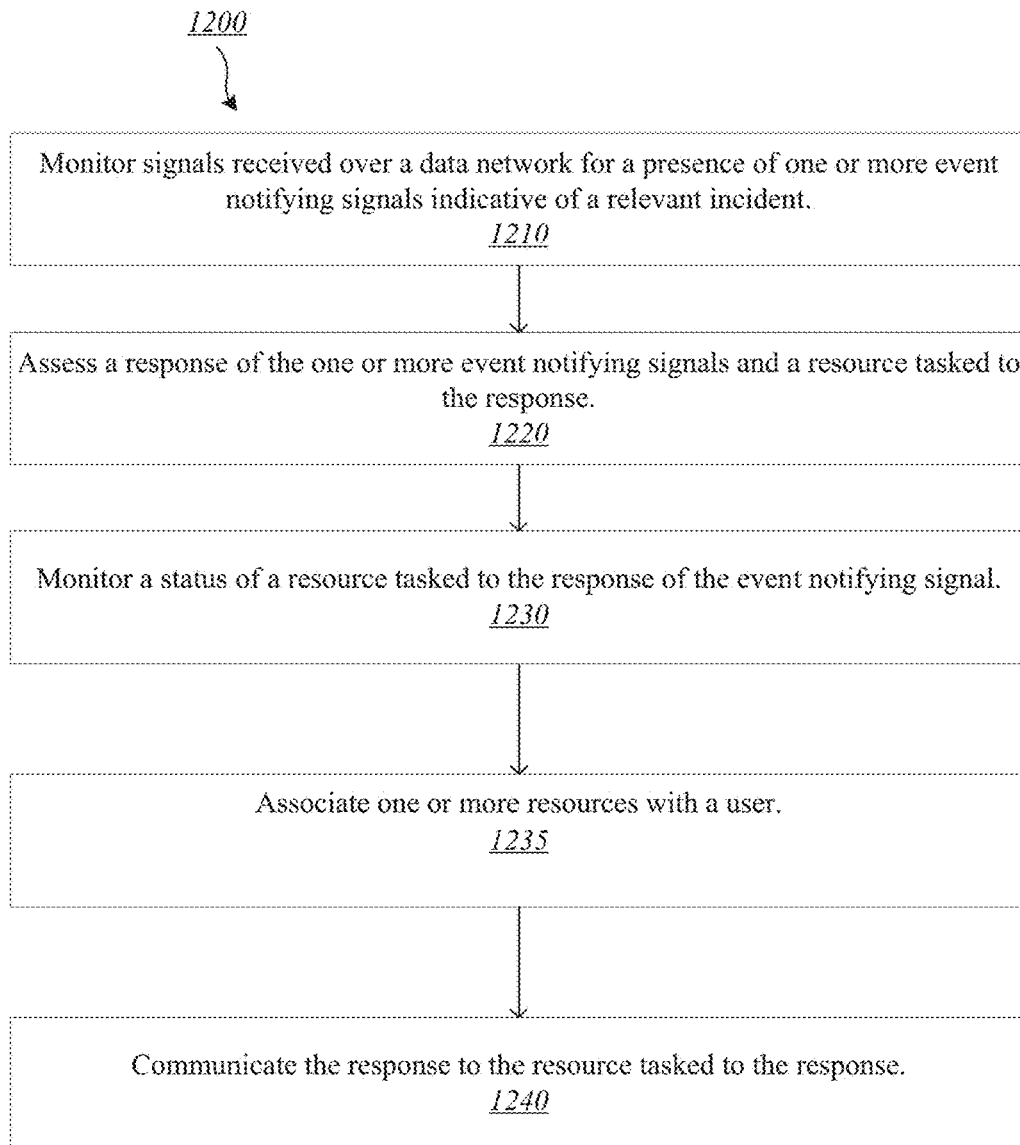 1200
Monitor signals received over a data network for a presence of one or more event
notifying signals indicative of a relevant incident.
1210
Assess a response of the one or more event notifying signals and a resource tasked to
the response.
1220
Monitor a status of a resource tasked to the response of the event notifying signal.
1230
Associate one or more resources with a user.
1235
Communicate the response to the resource tasked to the response.
1240